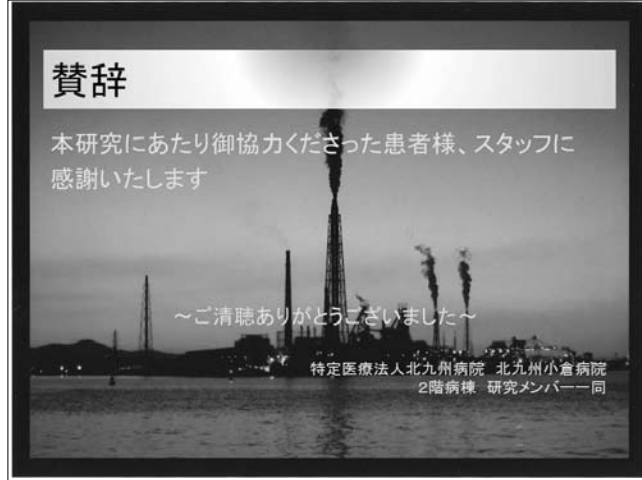 賛辞
本研究にあたり御協力くださった患者様、スタッフに
感謝いたします
～ご清聴ありがとうございました～
特定医療法人北九州病院 北九州小倉病院
2階病棟 研究メンバー一同